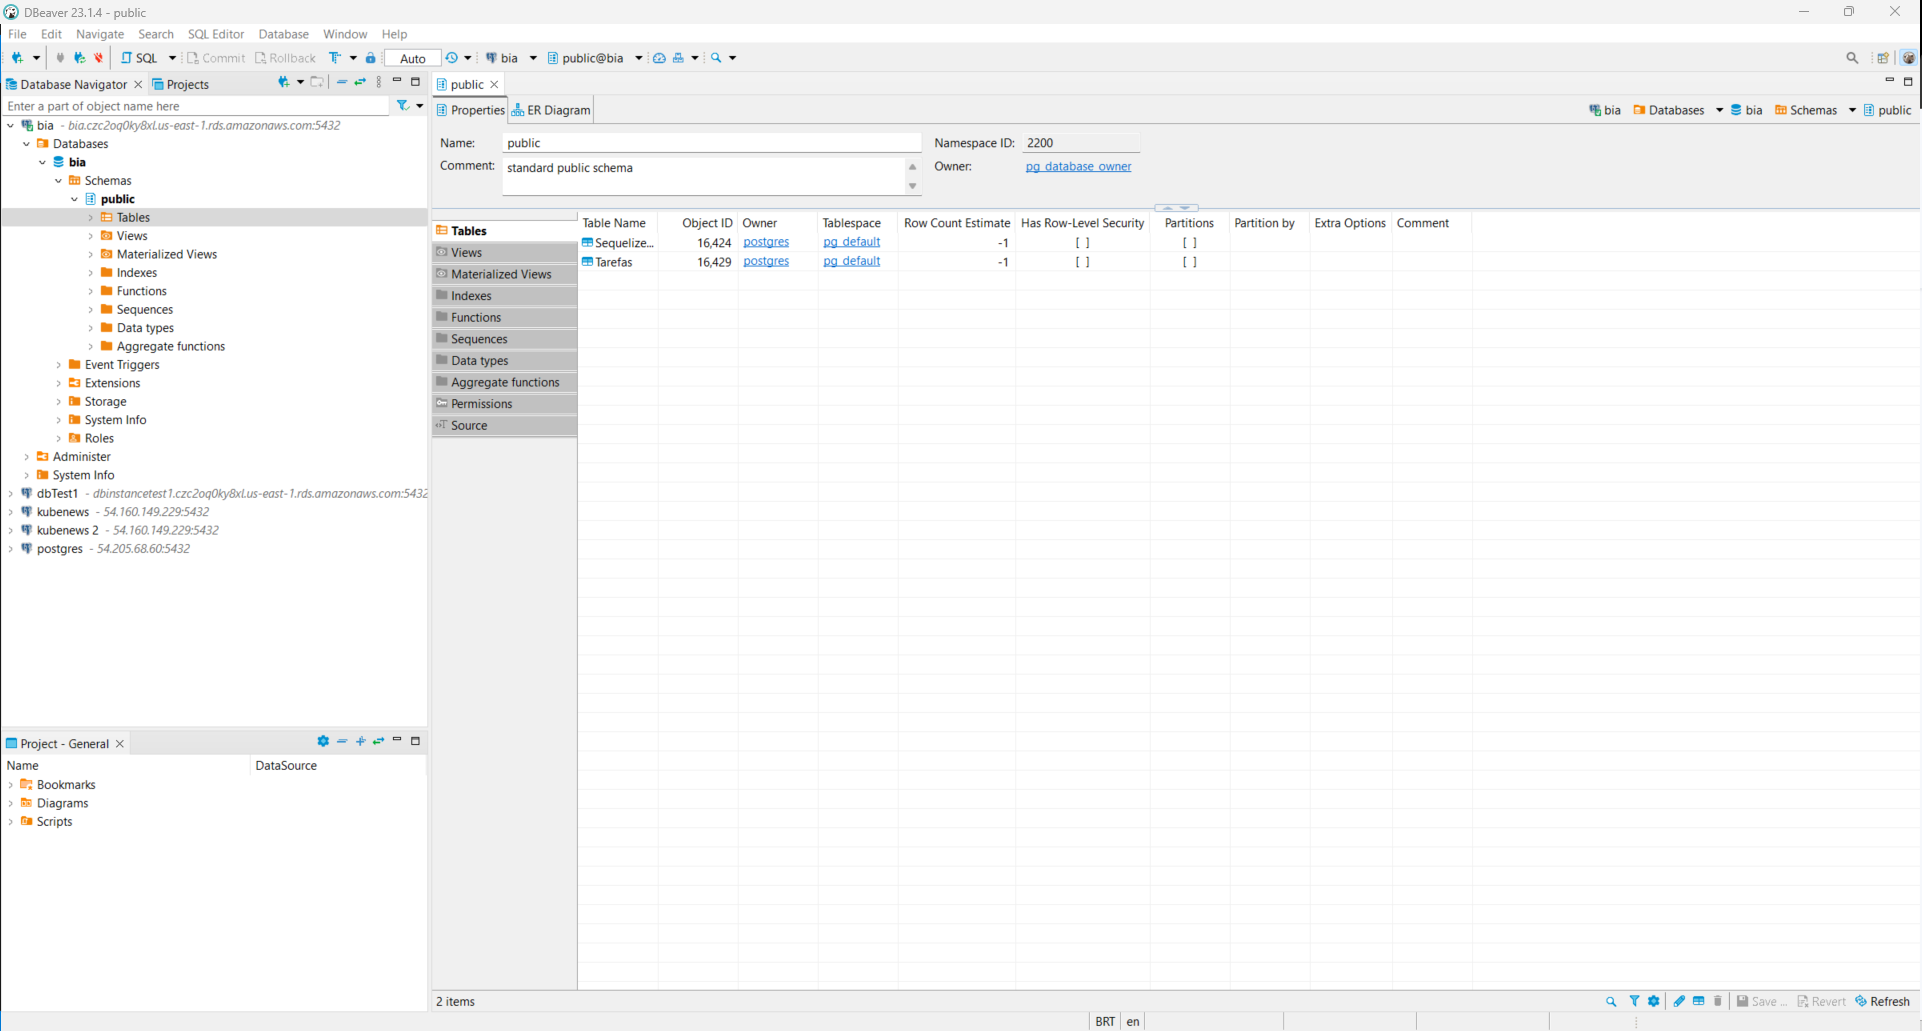 DBeaver 23.1.4 - public
File Edit Navigate Search SQL Editor Database Window Help
SQL Commit Rollback Auto bia public@bia
Database Navigator Projects
Enter a part of object name here
bia - bia.czc2oq0ky8xl.us-east-1.rds.amazonaws.com:5432
Databases
bia
Schemas
public
Tables
Views
Materialized Views
Indexes
Functions
Sequences
Data types
Aggregate functions
Event Triggers
Extensions
Storage
System Info
Roles
Administer
System Info
dbTest1 - dbinstancetest1.czc2oq0ky8xl.us-east-1.rds.amazonaws.com:5432
kubenews - 54.160.149.229:5432
kubenews 2 - 54.160.149.229:5432
postgres - 54.205.68.60:5432
Project - General
Name DataSource
Bookmarks
Diagrams
Scripts
public
Properties ER Diagram bia Databases bia Schemas public
Name: public Namespace ID: 2200
Comment: standard public schema Owner: pg_database_owner
Tables
Views
Materialized Views
Indexes
Functions
Sequences
Data types
Aggregate functions
Permissions
Source
Table Name Object ID Owner Tablespace Row Count Estimate Has Row-Level Security Partitions Partition by Extra Options Comment
Sequelize... 16,424 postgres pg_default -1 [ ] [ ]
Tarefas 16,429 postgres pg_default -1 [ ] [ ]
2 items Save ... Revert Refresh
BRT en